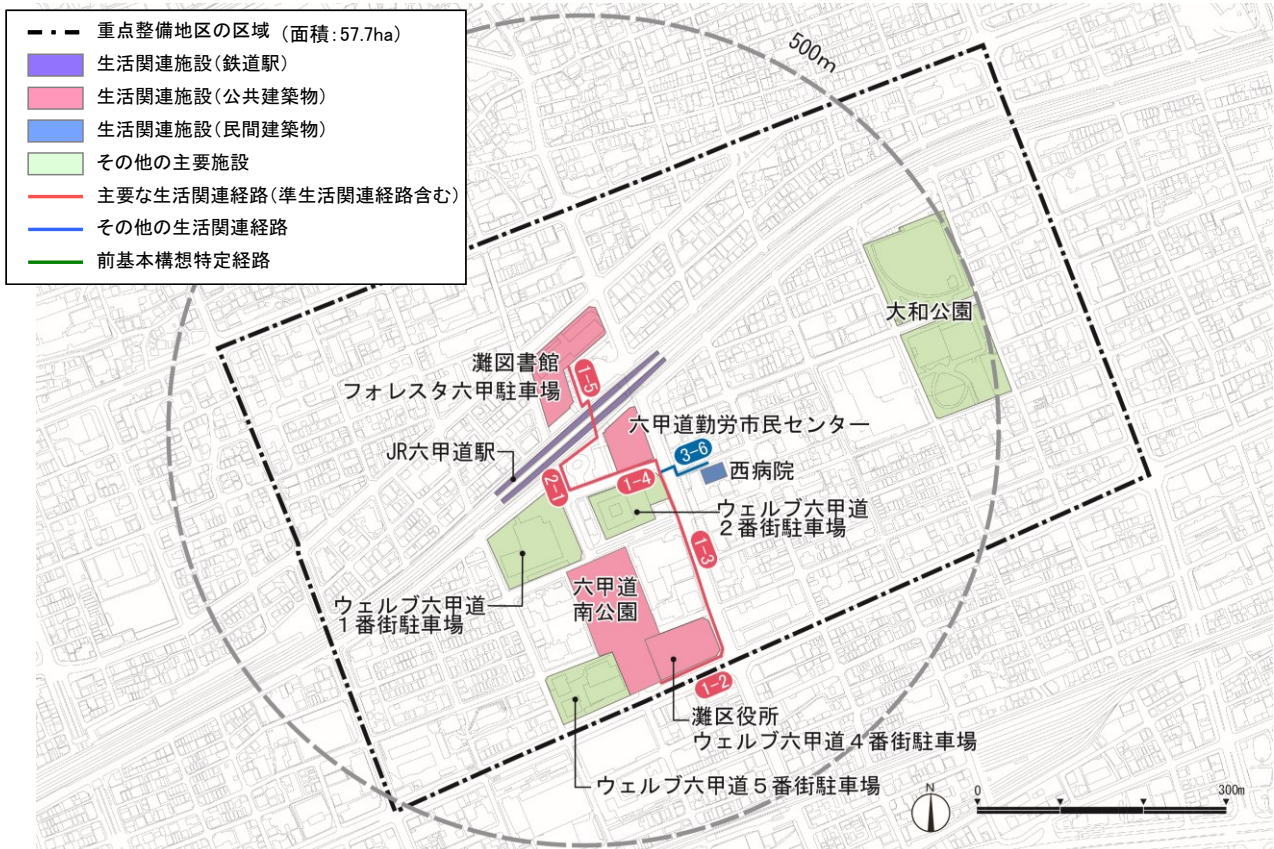 重点整備地区の区域 (面積:57.7ha)
生活関連施設(鉄道駅)
生活関連施設(公共建築物)
生活関連施設(民間建築物)
その他の主要施設
主要な生活関連経路(準生活関連経路含む)
その他の生活関連経路
前基本構想特定経路
500m
大和公園
灘図書館
フォレスタ六甲駐車場
1-5
六甲道勤労市民センター
JR六甲道駅
3-6
西病院
2-1
1-4
ウェルブ六甲道
2番街駐車場
1-3
六甲道
南公園
ウェルブ六甲道
1番街駐車場
1-2
灘区役所
ウェルブ六甲道4番街駐車場
ウェルブ六甲道5番街駐車場
N
0
300m